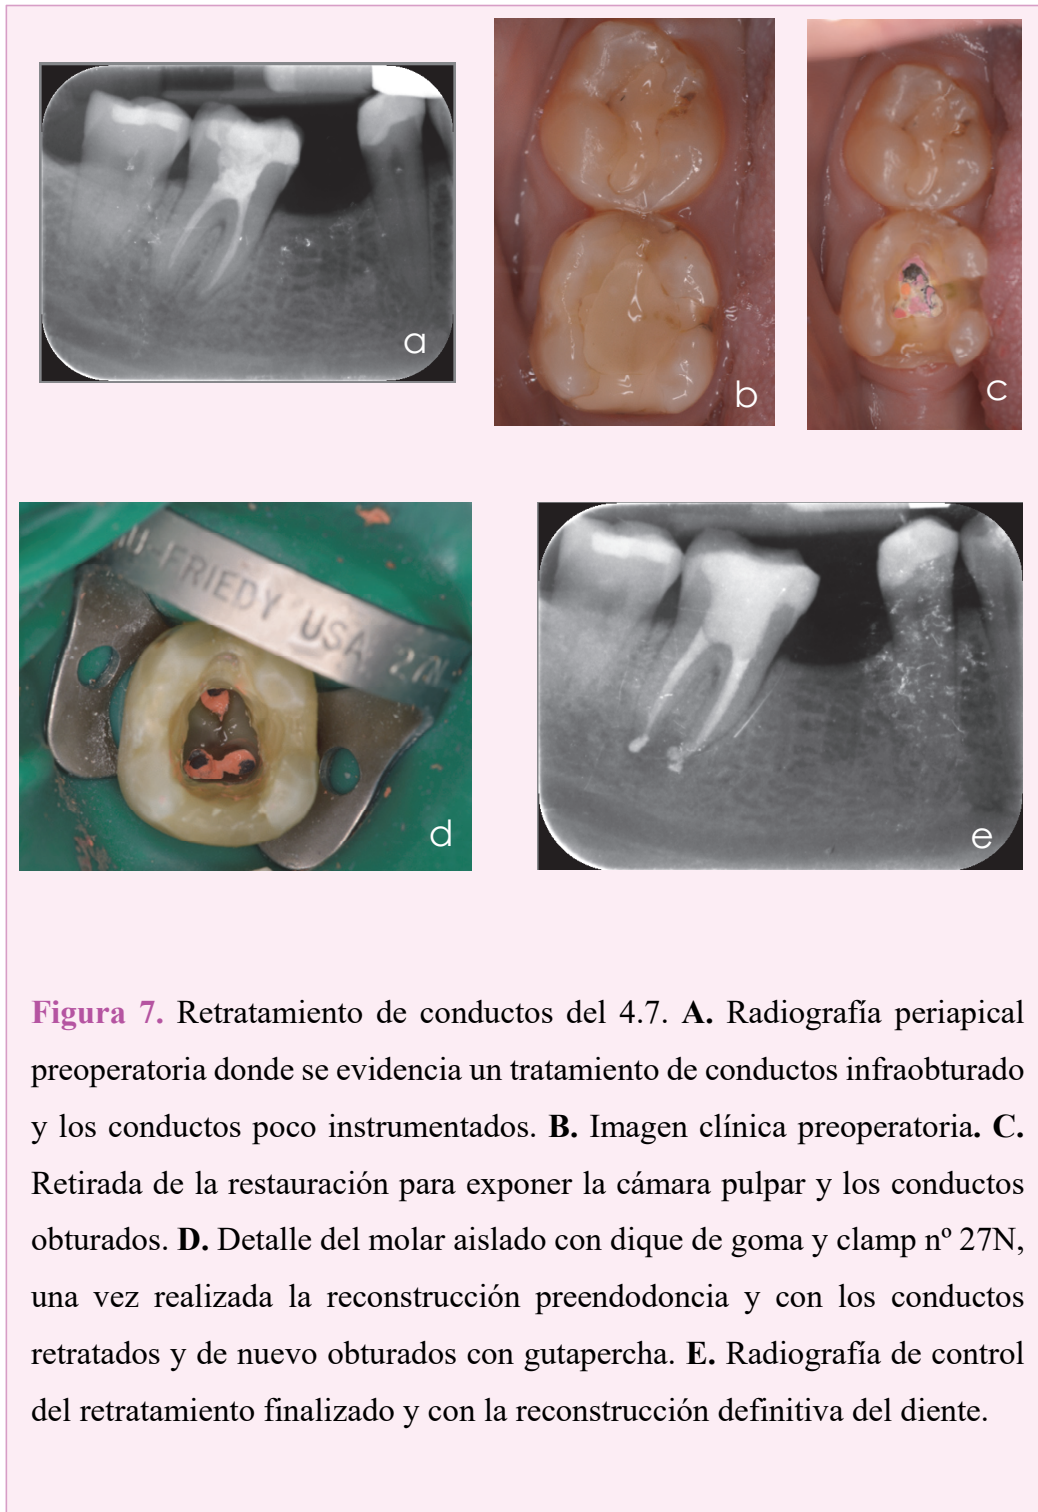 a
b
c
HU-FRIEDY USA
d
e
Figura 7. Retratamiento de conductos del 4.7. A. Radiografía periapical
preoperatoria donde se evidencia un tratamiento de conductos infraobturado
y los conductos poco instrumentados. B. Imagen clínica preoperatoria. C.
Retirada de la restauración para exponer la cámara pulpar y los conductos
obturados. D. Detalle del molar aislado con dique de goma y clamp nº 27N,
una vez realizada la reconstrucción preendodoncia y con los conductos
retratados y de nuevo obturados con gutapercha. E. Radiografía de control
del retratamiento finalizado y con la reconstrucción definitiva del diente.